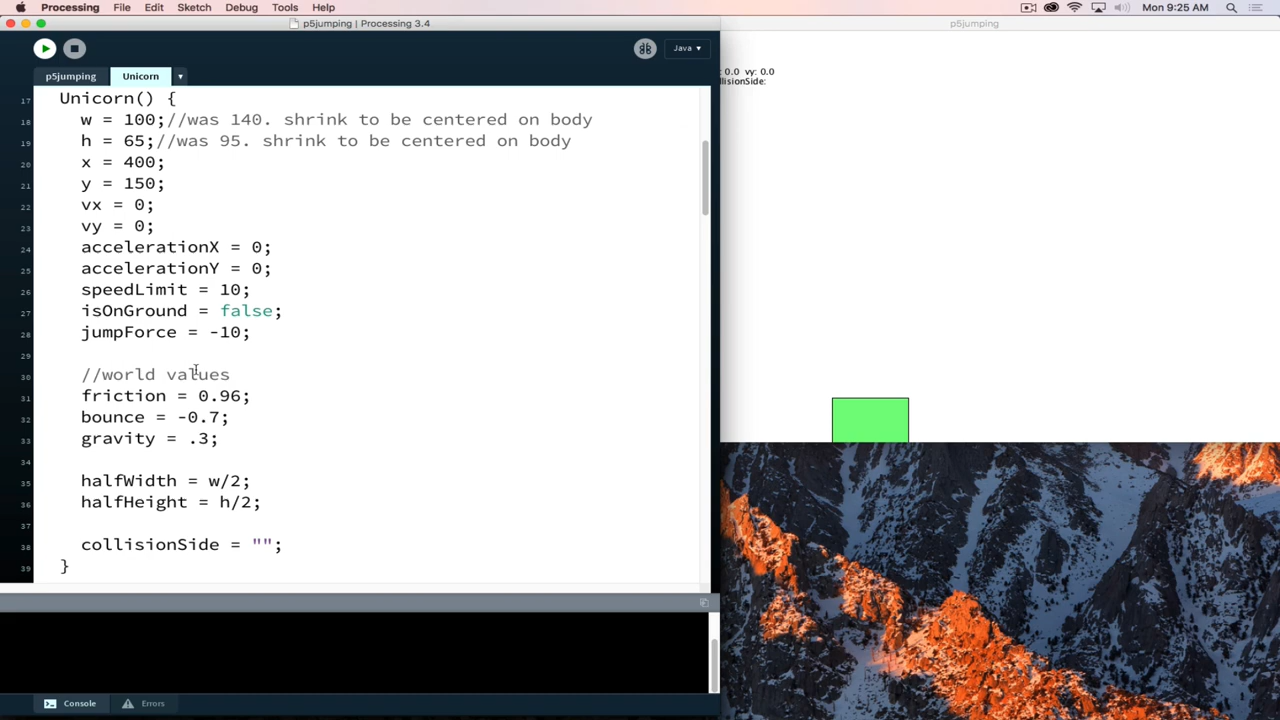 Processing File Edit Sketch Debug Tools Help Mon 9:25 AM
p5jumping | Processing 3.4
p5jumping
Java ▾
p5jumping Unicorn
: 0.0 vy: 0.0
llisionSide:
17 Unicorn() {
18 w = 100;//was 140. shrink to be centered on body
19 h = 65;//was 95. shrink to be centered on body
20 x = 400;
21 y = 150;
22 vx = 0;
23 vy = 0;
24 accelerationX = 0;
25 accelerationY = 0;
26 speedLimit = 10;
27 isOnGround = false;
28 jumpForce = -10;
29
30 //world values
31 friction = 0.96;
32 bounce = -0.7;
33 gravity = .3;
34
35 halfWidth = w/2;
36 halfHeight = h/2;
37
38 collisionSide = "";
39 }
Console Errors